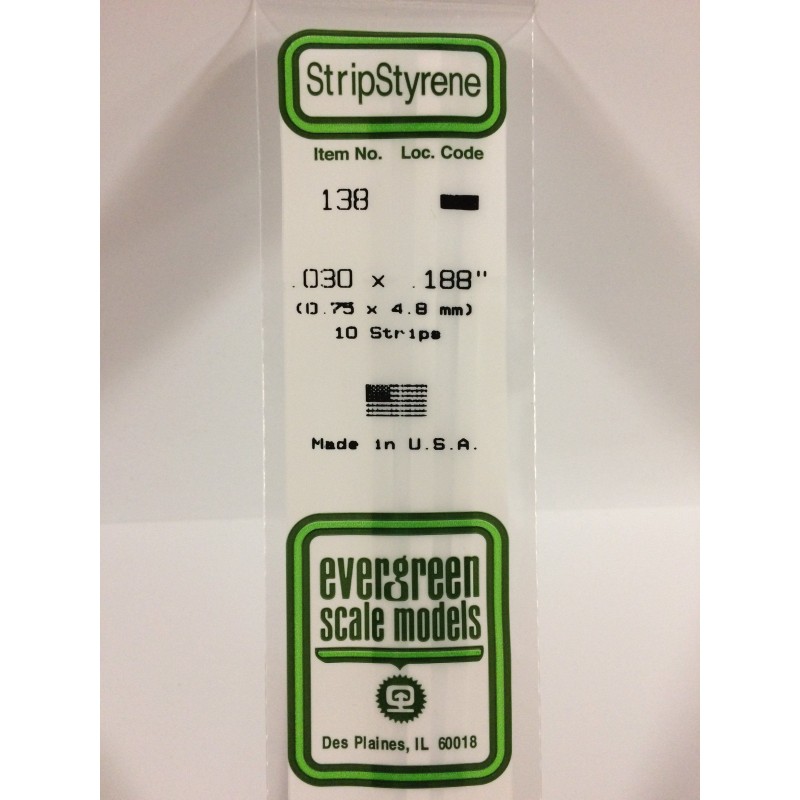 StripStyrene
Item No. Loc. Code
138
.030 x .188"
(0.75 x 4.8 mm)
10 Strips
Made in U.S.A.
evergreen
scale models
Des Plaines, IL 60018